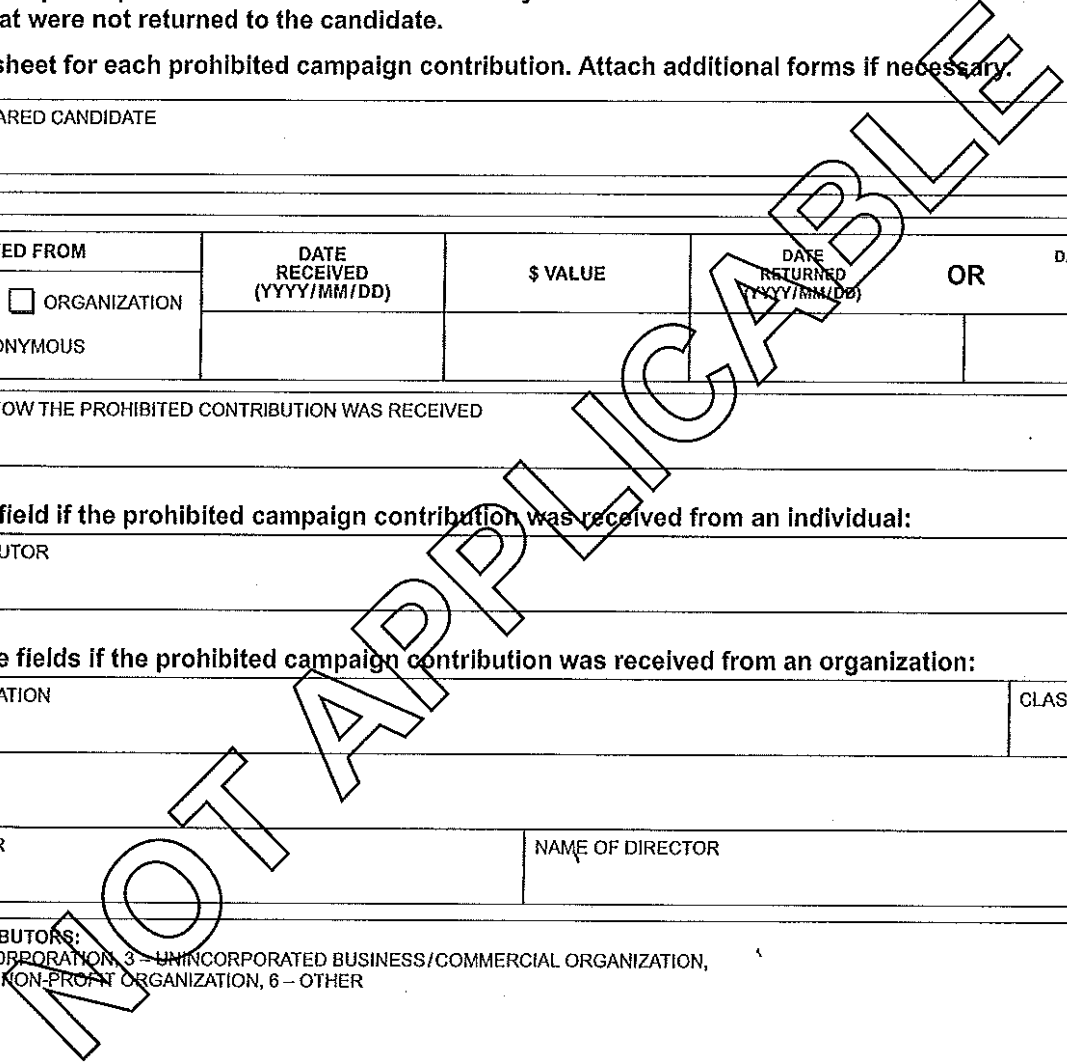 at were not returned to the candidate.
sheet for each prohibited campaign contribution. Attach additional forms if necessary.
ARED CANDIDATE
ED FROM
DATE
RECEIVED
(YYYY/MM/DD)
$ VALUE
DATE
RETURNED
(YYYY/MM/DD)
OR
ORGANIZATION
ONYMOUS
OW THE PROHIBITED CONTRIBUTION WAS RECEIVED
field if the prohibited campaign contribution was received from an individual:
UTOR
e fields if the prohibited campaign contribution was received from an organization:
ATION
CLAS
R
NAME OF DIRECTOR
BUTORS:
ORPORATION, 3 – UNINCORPORATED BUSINESS/COMMERCIAL ORGANIZATION,
NON-PROFIT ORGANIZATION, 6 – OTHER
NOT APPLICABLE